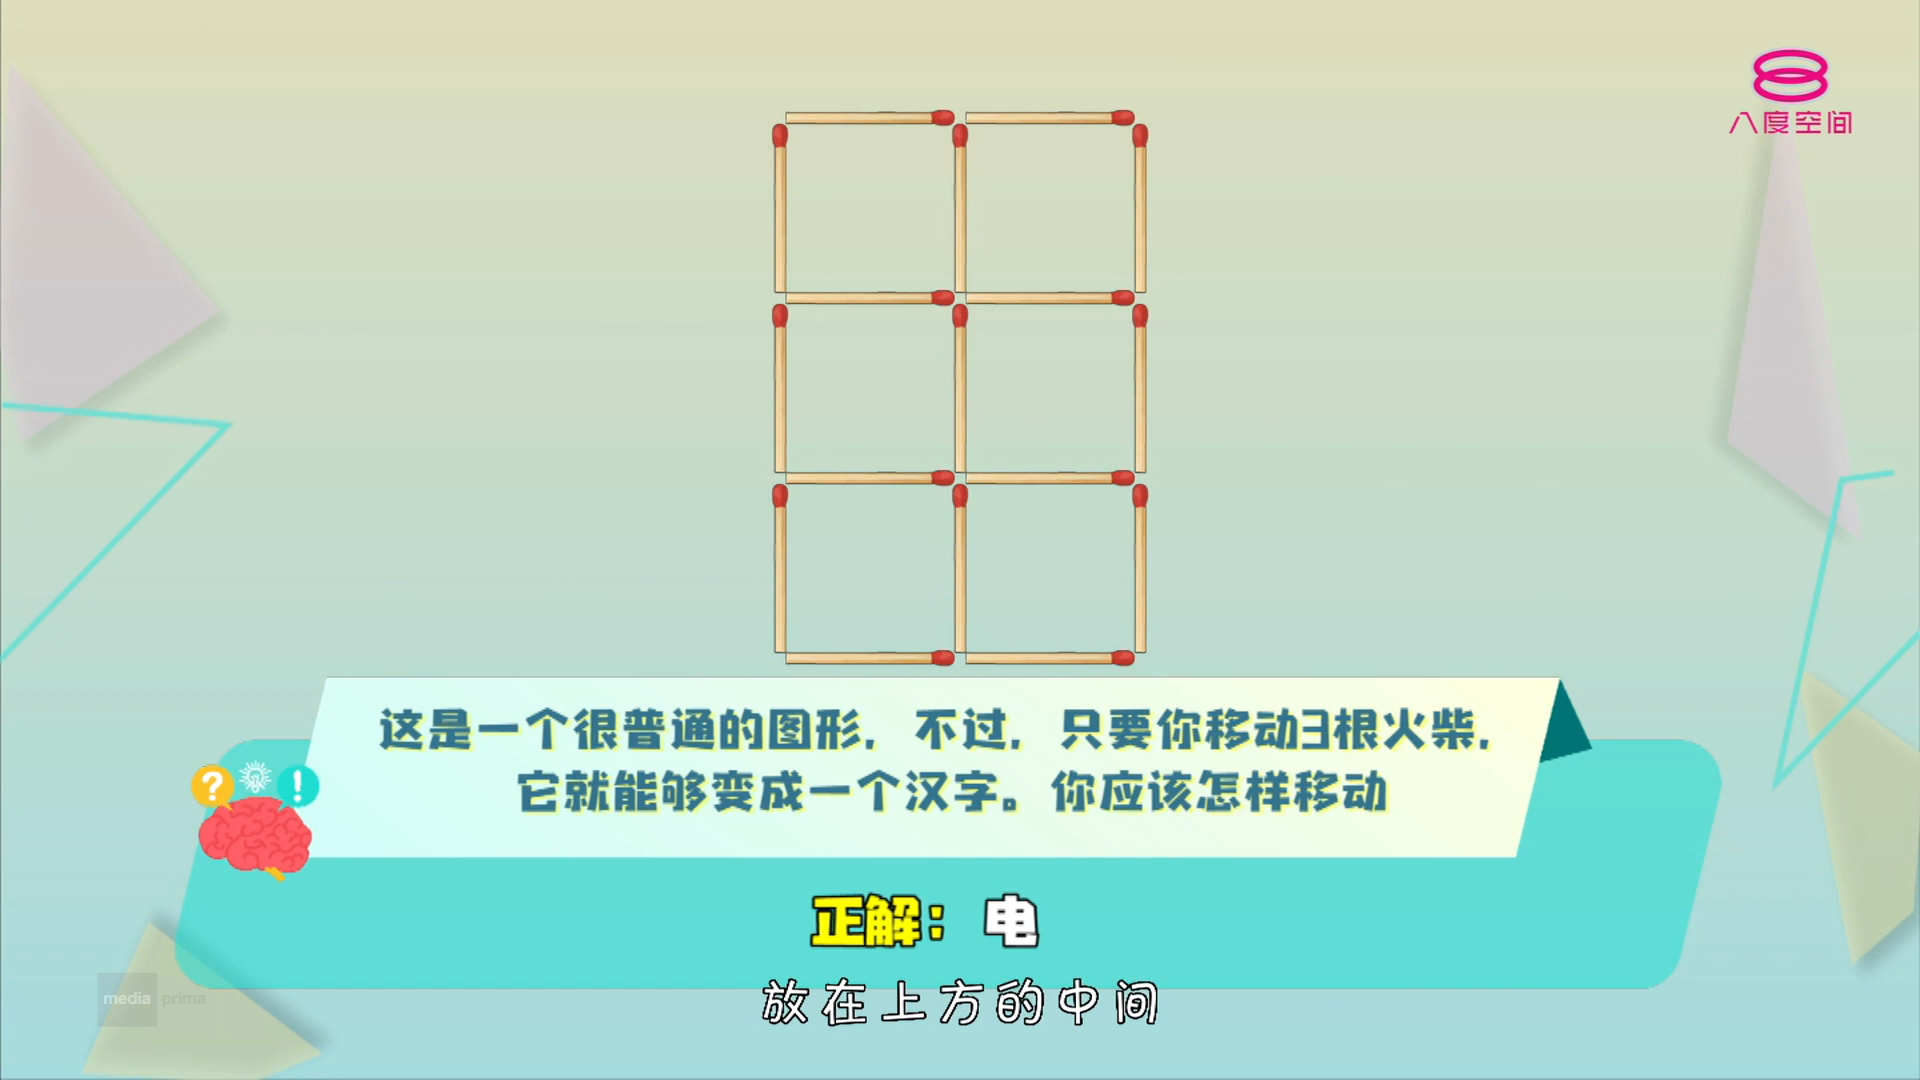 八度空间
这是一个很普通的图形, 不过, 只要你移动3根火柴,
它就能够变成一个汉字。你应该怎样移动
?
!
正解: 电
放在上方的中间
media prima